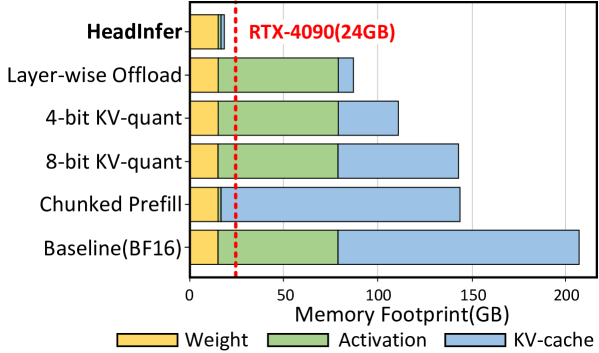 HeadInfer
RTX-4090(24GB)
Layer-wise Offload
4-bit KV-quant
8-bit KV-quant
Chunked Prefill
Baseline(BF16)
0 50 100 150 200
Memory Footprint(GB)
Weight Activation KV-cache